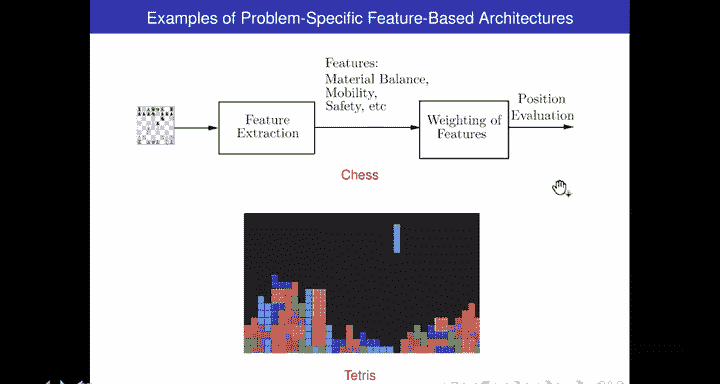 Examples of Problem-Specific Feature-Based Architectures
Features:
Material Balance,
Mobility,
Safety, etc
Feature
Extraction
Weighting of
Features
Position
Evaluation
Chess
Tetris